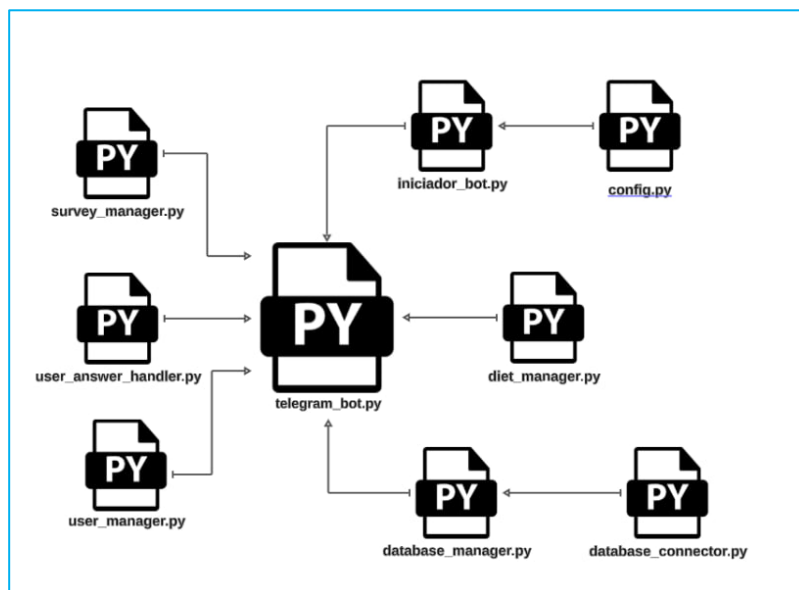 PY
iniciador_bot.py
PY
config.py
PY
survey_manager.py
PY
user_answer_handler.py
PY
telegram_bot.py
PY
diet_manager.py
PY
user_manager.py
PY
database_manager.py
PY
database_connector.py